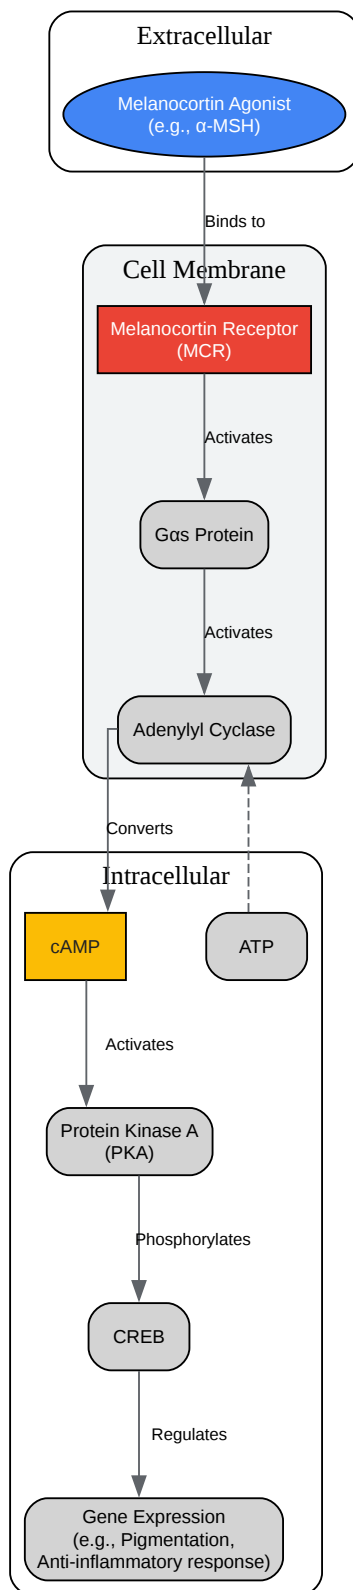 Extracellular
Melanocortin Agonist
(e.g., α-MSH)
Binds to
Cell Membrane
Melanocortin Receptor
(MCR)
Activates
Gαs Protein
Activates
Adenylyl Cyclase
Converts
Intracellular
cAMP
ATP
Activates
Protein Kinase A
(PKA)
Phosphorylates
CREB
Regulates
Gene Expression
(e.g., Pigmentation,
Anti-inflammatory response)